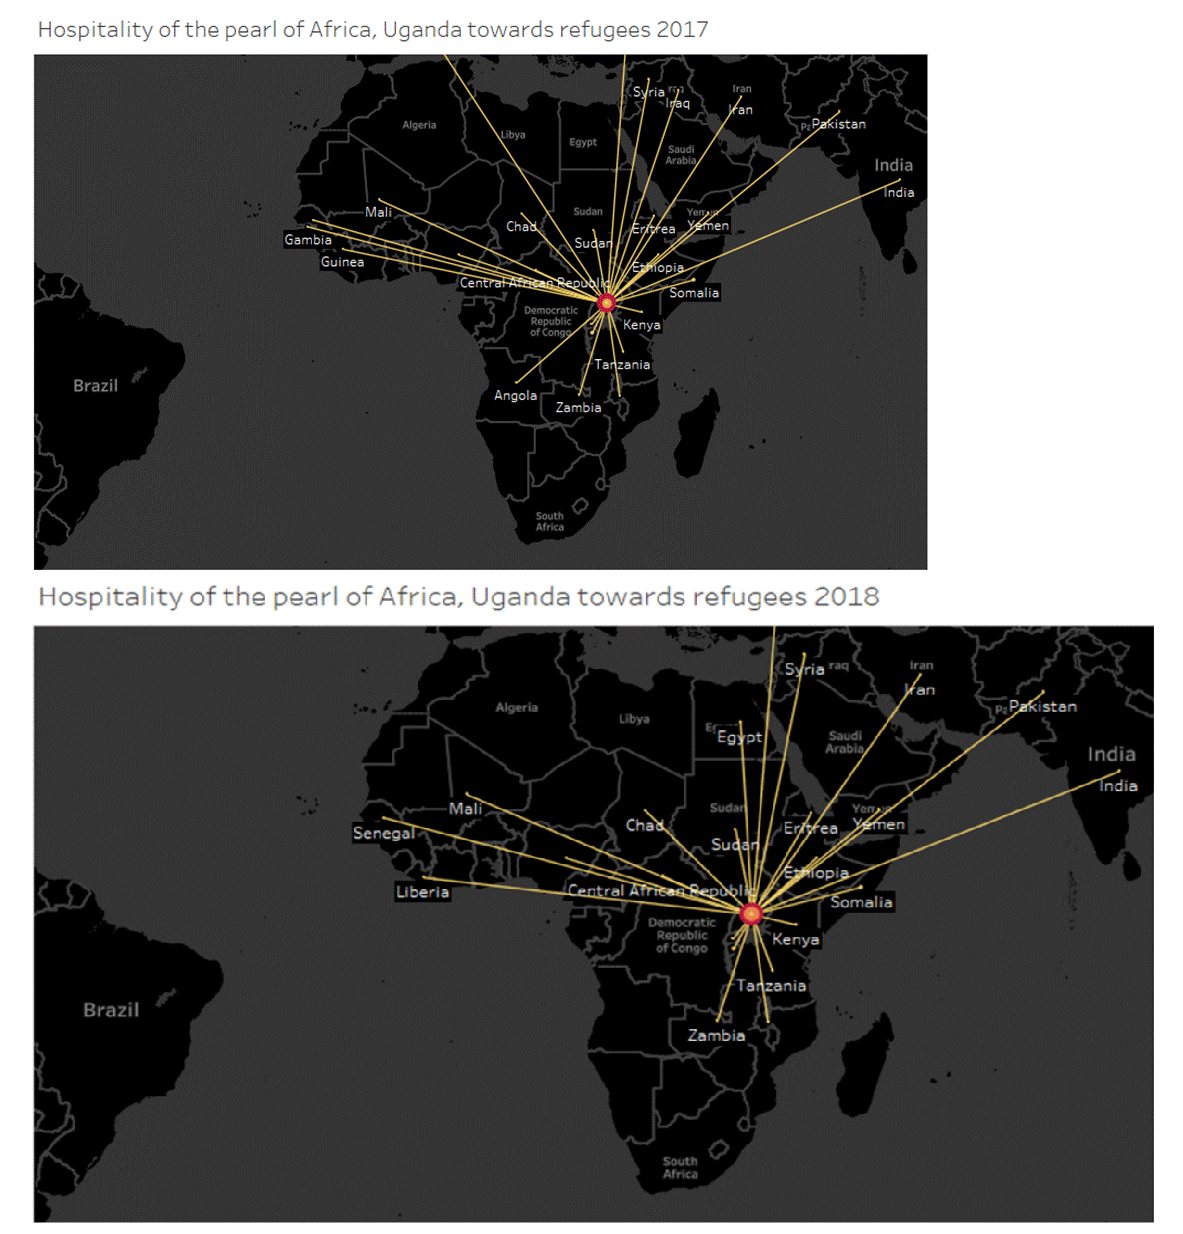 Hospitality of the pearl of Africa, Uganda towards refugees 2017
Syria
Iraq
Iran
Iran
Pakistan
Algeria
Libya
Egypt
Saudi
Arabia
India
India
Mali
Chad
Sudan
Sudan
Eritrea
Yemen
Gambia
Guinea
Ethiopia
Central African Republic
Somalia
Democratic
Republic
of Congo
Kenya
Tanzania
Brazil
Angola
Zambia
South
Africa
Hospitality of the pearl of Africa, Uganda towards refugees 2018
Syria
raq
Iran
Iran
Pakistan
Algeria
Libya
Egypt
Saudi
Arabia
India
India
Mali
Senegal
Chad
Sudan
Sudan
Eritrea
Yemen
Ethiopia
Liberia
Central African Republic
Somalia
Democratic
Republic
of Congo
Kenya
Tanzania
Brazil
Zambia
South
Africa